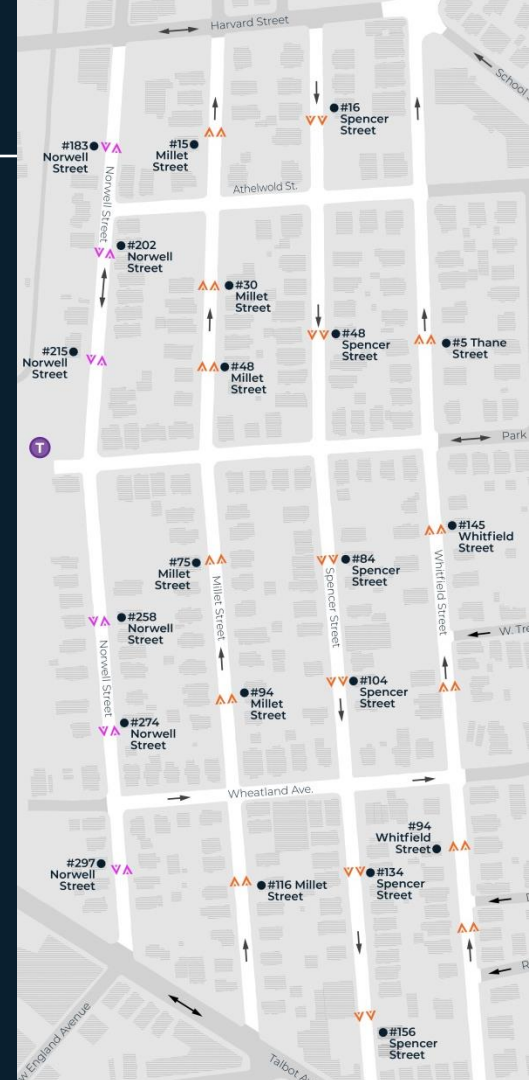 Harvard Street
School
#16
Spencer
Street
#183
Norwell
Street
#15
Millet
Street
Norwell Street
Athelwold St.
#202
Norwell
Street
#30
Millet
Street
#48
Spencer
Street
#5 Thane
Street
#215
Norwell
Street
#48
Millet
Street
T
Park
#145
Whitfield
Street
#75
Millet
Street
#84
Spencer
Street
Millet Street
Spencer Street
Whitfield Street
#258
Norwell
Street
W. Tre
Norwell Street
#94
Millet
Street
#104
Spencer
Street
#274
Norwell
Street
Wheatland Ave.
#94
Whitfield
Street
#297
Norwell
Street
#116 Millet
Street
#134
Spencer
Street
R
w England Avenue
#156
Spencer
Street
Talbot A